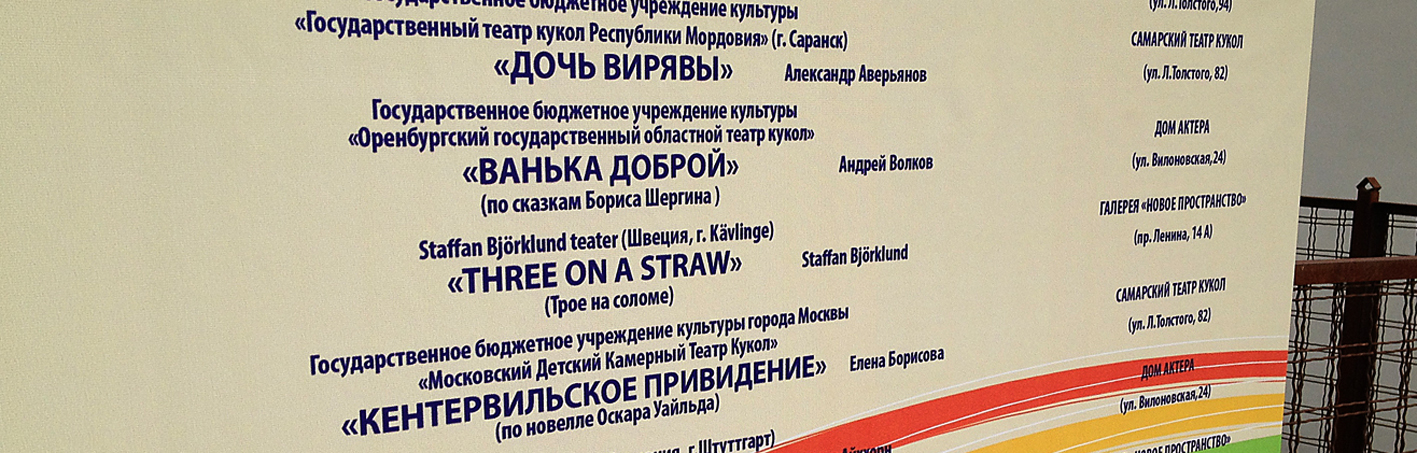 бюджетное учреждение культуры
(ул. Л.Толстого,94)
«Государственный театр кукол Республики Мордовия» (г. Саранск)
«ДОЧЬ ВИРЯВЫ» Александр Аверьянов
САМАРСКИЙ ТЕАТР КУКОЛ
(ул. Л.Толстого, 82)
Государственное бюджетное учреждение культуры
«Оренбургский государственный областной театр кукол»
«ВАНЬКА ДОБРОЙ» Андрей Волков
(по сказкам Бориса Шергина )
ДОМ АКТЕРА
(ул. Вилоновская,24)
Staffan Björklund teater (Швеция, г. Kävlinge)
«THREE ON A STRAW» Staffan Björklund
(Трое на соломе)
ГАЛЕРЕЯ «НОВОЕ ПРОСТРАНСТВО»
(пр. Ленина, 14 А)
Государственное бюджетное учреждение культуры города Москвы
«Московский Детский Камерный Театр Кукол»
«КЕНТЕРВИЛЬСКОЕ ПРИВИДЕНИЕ» Елена Борисова
(по новелле Оскара Уайльда)
САМАРСКИЙ ТЕАТР КУКОЛ
(ул. Л.Толстого, 82)
ДОМ АКТЕРА
(ул. Вилоновская,24)
г. Штуттгарт)
НОВОЕ ПРОСТРАНСТВО»